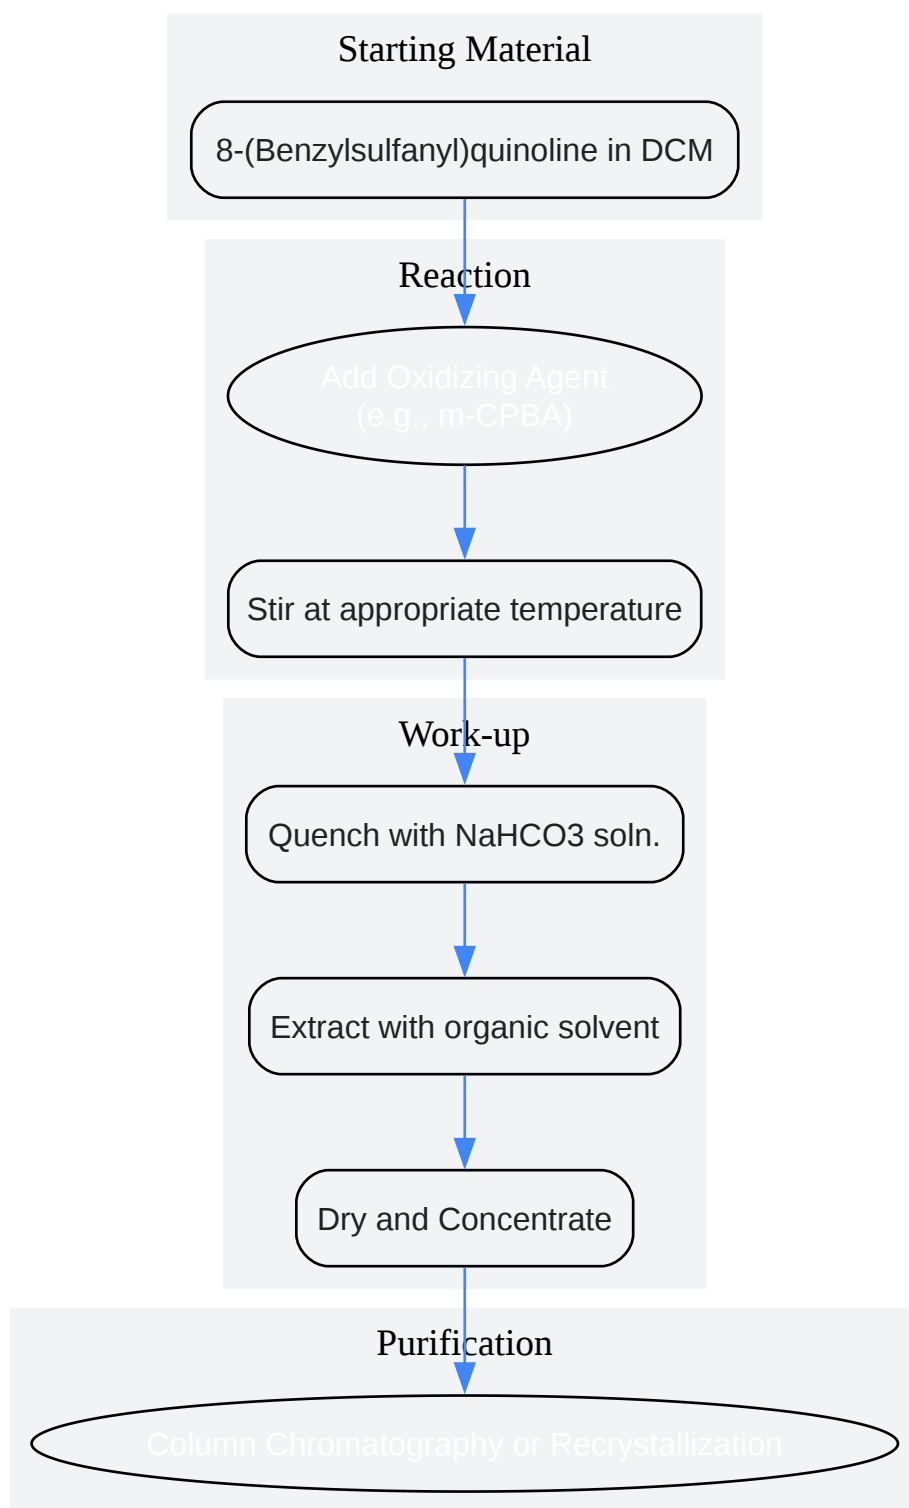 Starting Material
8-(Benzylsulfanyl)quinoline in DCM
Reaction
Add Oxidizing Agent
(e.g., m-CPBA)
Stir at appropriate temperature
Work-up
Quench with NaHCO3 soln.
Extract with organic solvent
Dry and Concentrate
Purification
Column Chromatography or Recrystallization